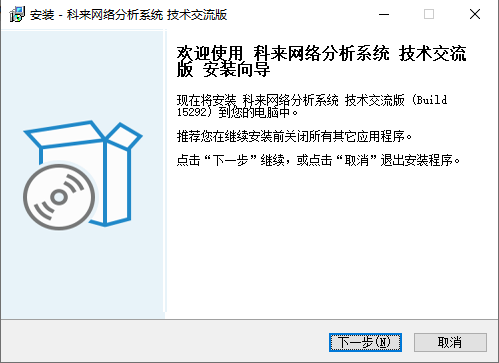 安装 - 科来网络分析系统 技术交流版
欢迎使用 科来网络分析系统 技术交流
版 安装向导
现在将安装 科来网络分析系统 技术交流版 (Build
15292) 到您的电脑中。
推荐您在继续安装前关闭所有其它应用程序。
点击“下一步”继续，或点击“取消”退出安装程序。
下一步(N)
取消